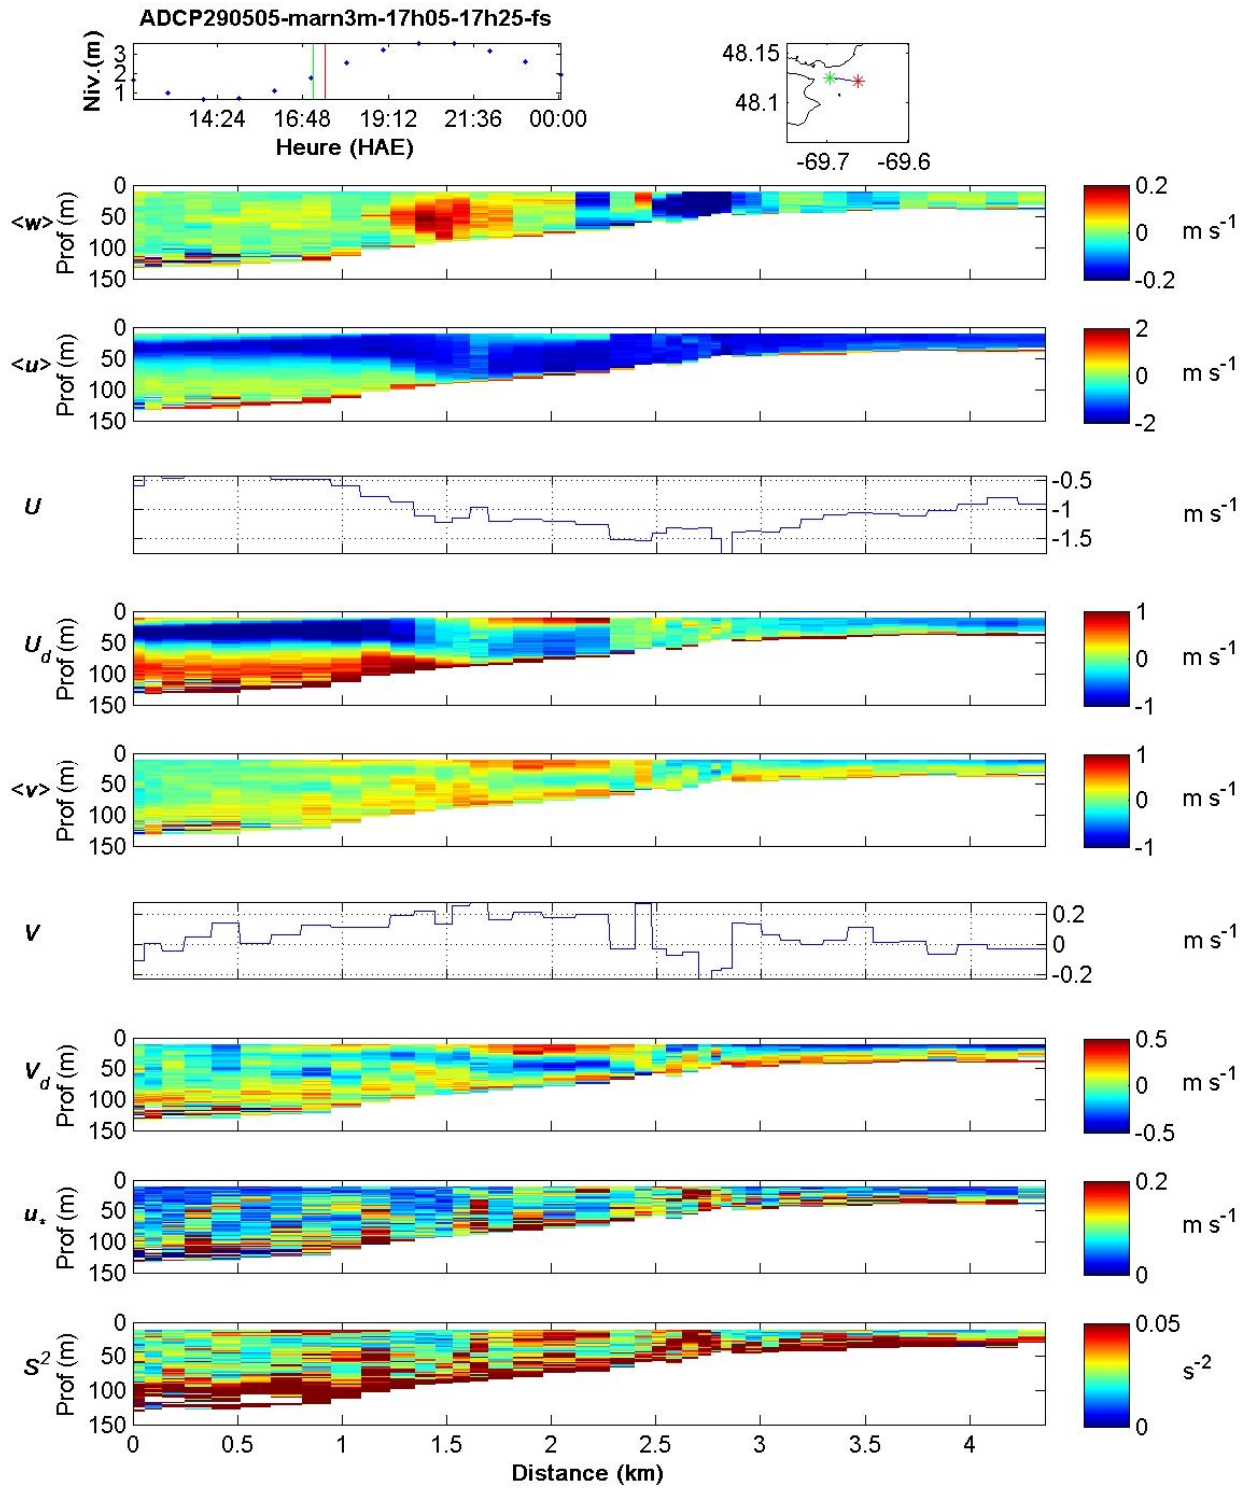 ADCP290505-marn3m-17h05-17h25-fs
Niv.(m)
3
2
1
14:24 16:48 19:12 21:36 00:00
Heure (HAE)
48.15
48.1
-69.7 -69.6
<w>
Prof (m)
0
50
100
150
0.2
0
-0.2
m s-1
<u>
Prof (m)
0
50
100
150
2
0
-2
m s-1
U
-0.5
-1
-1.5
m s-1
Ud
Prof (m)
0
50
100
150
1
0
-1
m s-1
<v>
Prof (m)
0
50
100
150
1
0
-1
m s-1
V
0.2
0
-0.2
m s-1
Vd
Prof (m)
0
50
100
150
0.5
0
-0.5
m s-1
u*
Prof (m)
0
50
100
150
0.2
0
m s-1
S2
Prof (m)
0
50
100
150
0.05
0
s-2
0 0.5 1 1.5 2 2.5 3 3.5 4
Distance (km)